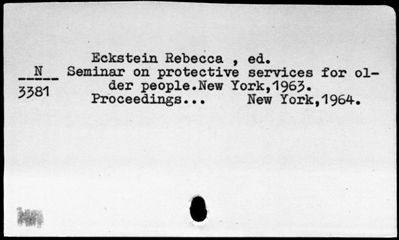 Eckstein Rebecca , ed.
N Seminar on protective services for ol-
3381 der people.New York,1963.
Proceedings... New York,1964.